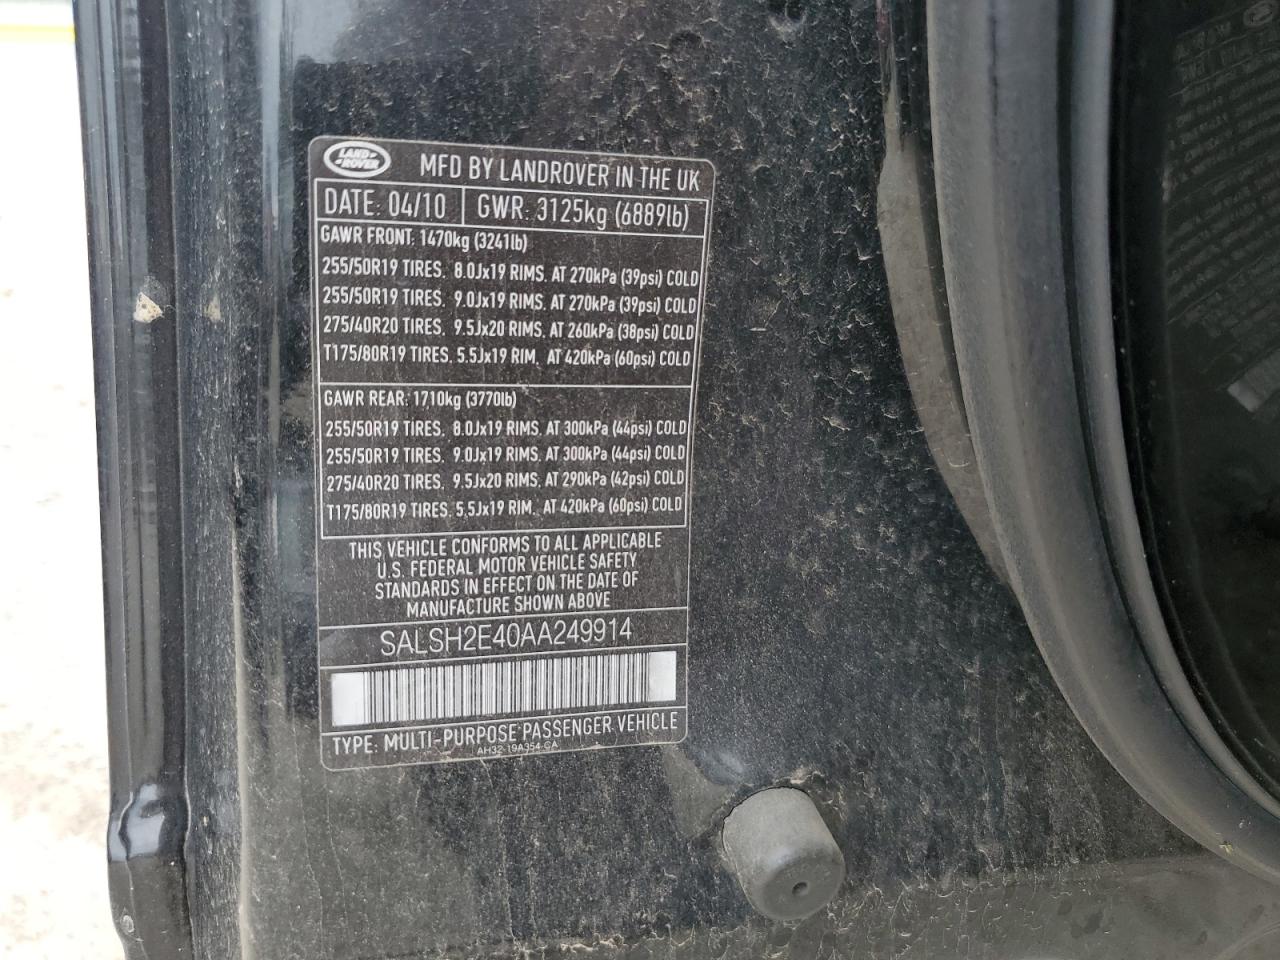 LAND ROVER
MFD BY LANDROVER IN THE UK
DATE: 04/10 GWR: 3125kg (6889lb)
GAWR FRONT: 1470kg (3241lb)
255/50R19 TIRES, 8.0Jx19 RIMS, AT 270kPa (39psi) COLD
255/50R19 TIRES, 9.0Jx19 RIMS, AT 270kPa (39psi) COLD
275/40R20 TIRES, 9.5Jx20 RIMS, AT 260kPa (38psi) COLD
T175/80R19 TIRES, 5.5Jx19 RIM, AT 420kPa (60psi) COLD
GAWR REAR: 1710kg (3770lb)
255/50R19 TIRES, 8.0Jx19 RIMS, AT 300kPa (44psi) COLD
255/50R19 TIRES, 9.0Jx19 RIMS, AT 300kPa (44psi) COLD
275/40R20 TIRES, 9.5Jx20 RIMS, AT 290kPa (42psi) COLD
T175/80R19 TIRES, 5.5Jx19 RIM, AT 420kPa (60psi) COLD
THIS VEHICLE CONFORMS TO ALL APPLICABLE
U.S. FEDERAL MOTOR VEHICLE SAFETY
STANDARDS IN EFFECT ON THE DATE OF
MANUFACTURE SHOWN ABOVE
SALSH2E40AA249914
TYPE: MULTI-PURPOSE PASSENGER VEHICLE
AH32-19A354-CA